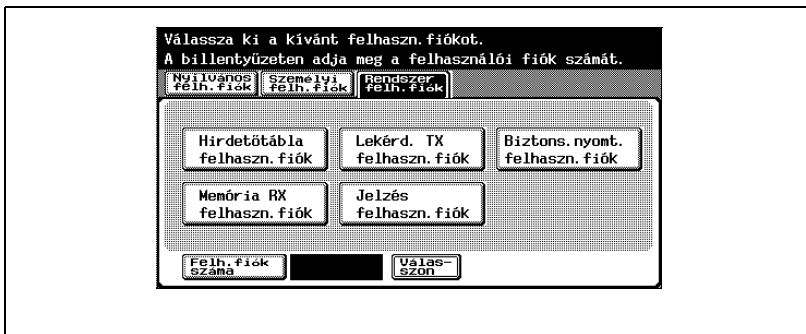 Válassza ki a kívánt felhaszn.fiókot.
A billentyűzeten adja meg a felhasználói fiók számát.
Nyilvános felh.fiók
Személyi felh.fiók
Rendszer felh.fiók
Hirdetőtábla felhaszn.fiók
Lekérd. TX felhaszn.fiók
Biztons.nyomt. felhaszn.fiók
Memória RX felhaszn.fiók
Jelzés felhaszn.fiók
Felh.fiók száma
Válas-
szon